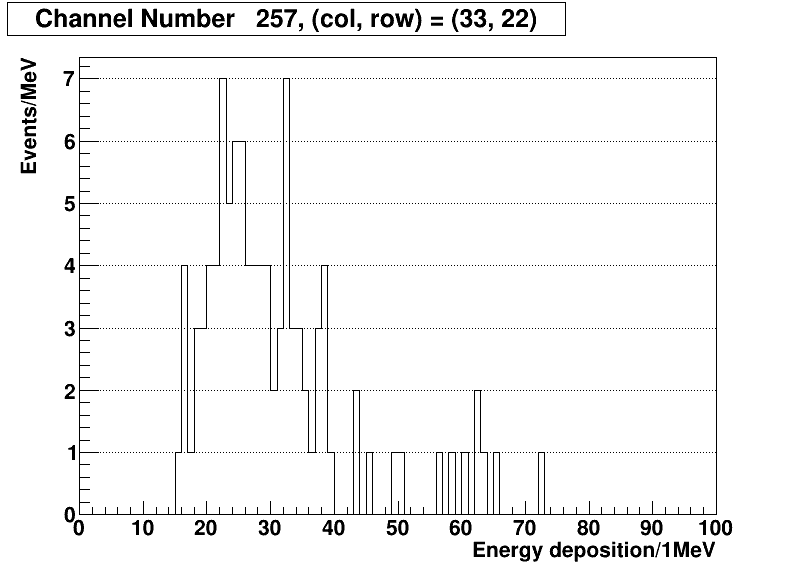 Channel Number 257, (col, row) = (33, 22)
Events/MeV
7
6
5
4
3
2
1
0
0 10 20 30 40 50 60 70 80 90 100
Energy deposition/1MeV